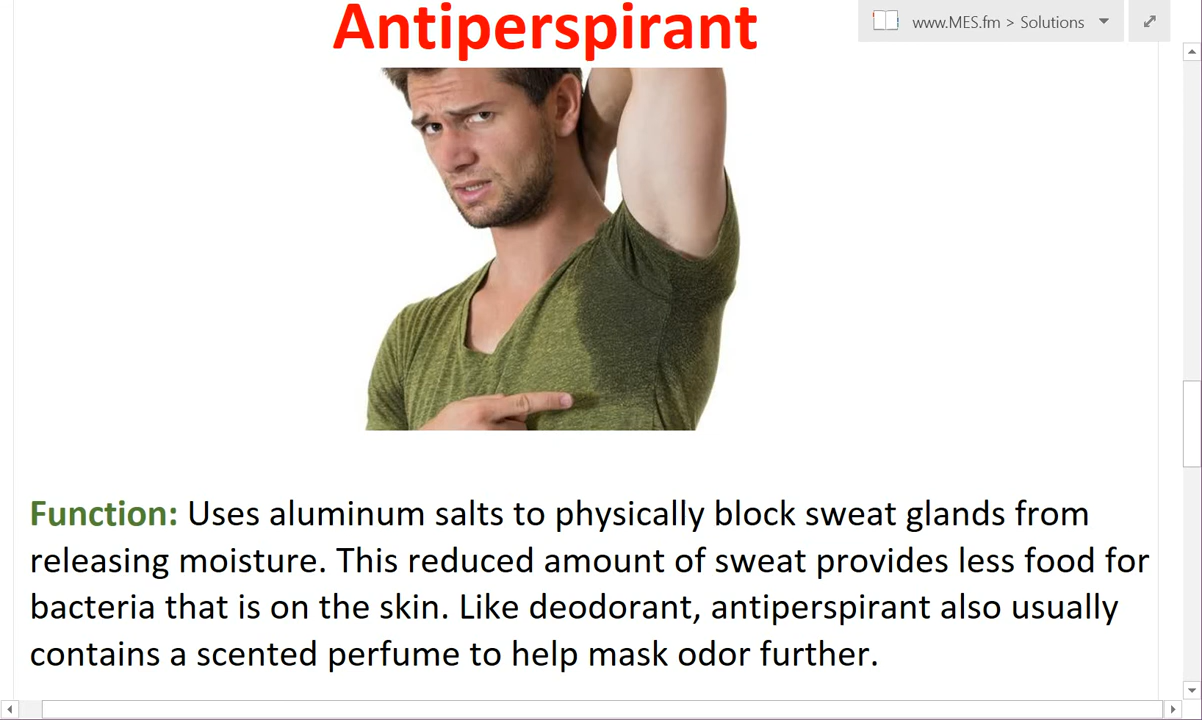 Antiperspirant
www.MES.fm > Solutions
Function: Uses aluminum salts to physically block sweat glands from
releasing moisture. This reduced amount of sweat provides less food for
bacteria that is on the skin. Like deodorant, antiperspirant also usually
contains a scented perfume to help mask odor further.